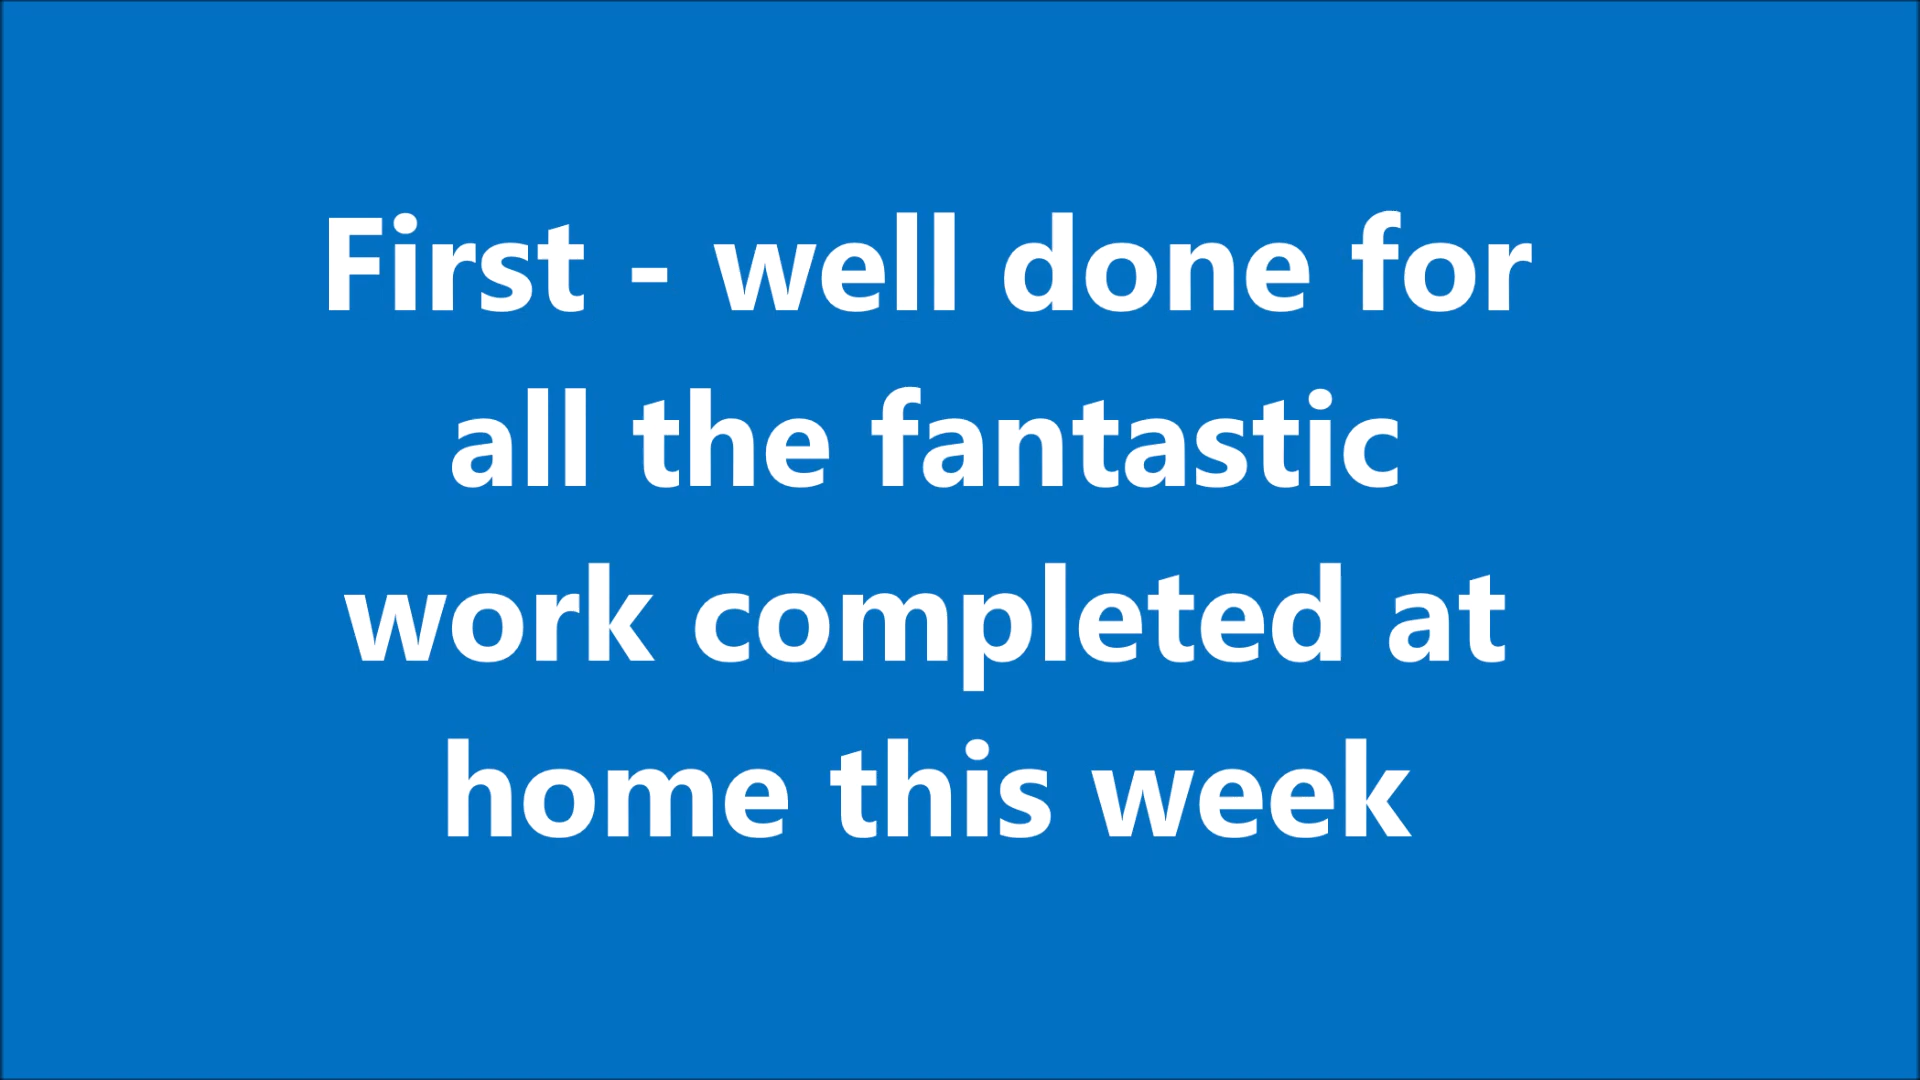 First - well done for
all the fantastic
work completed at
home this week